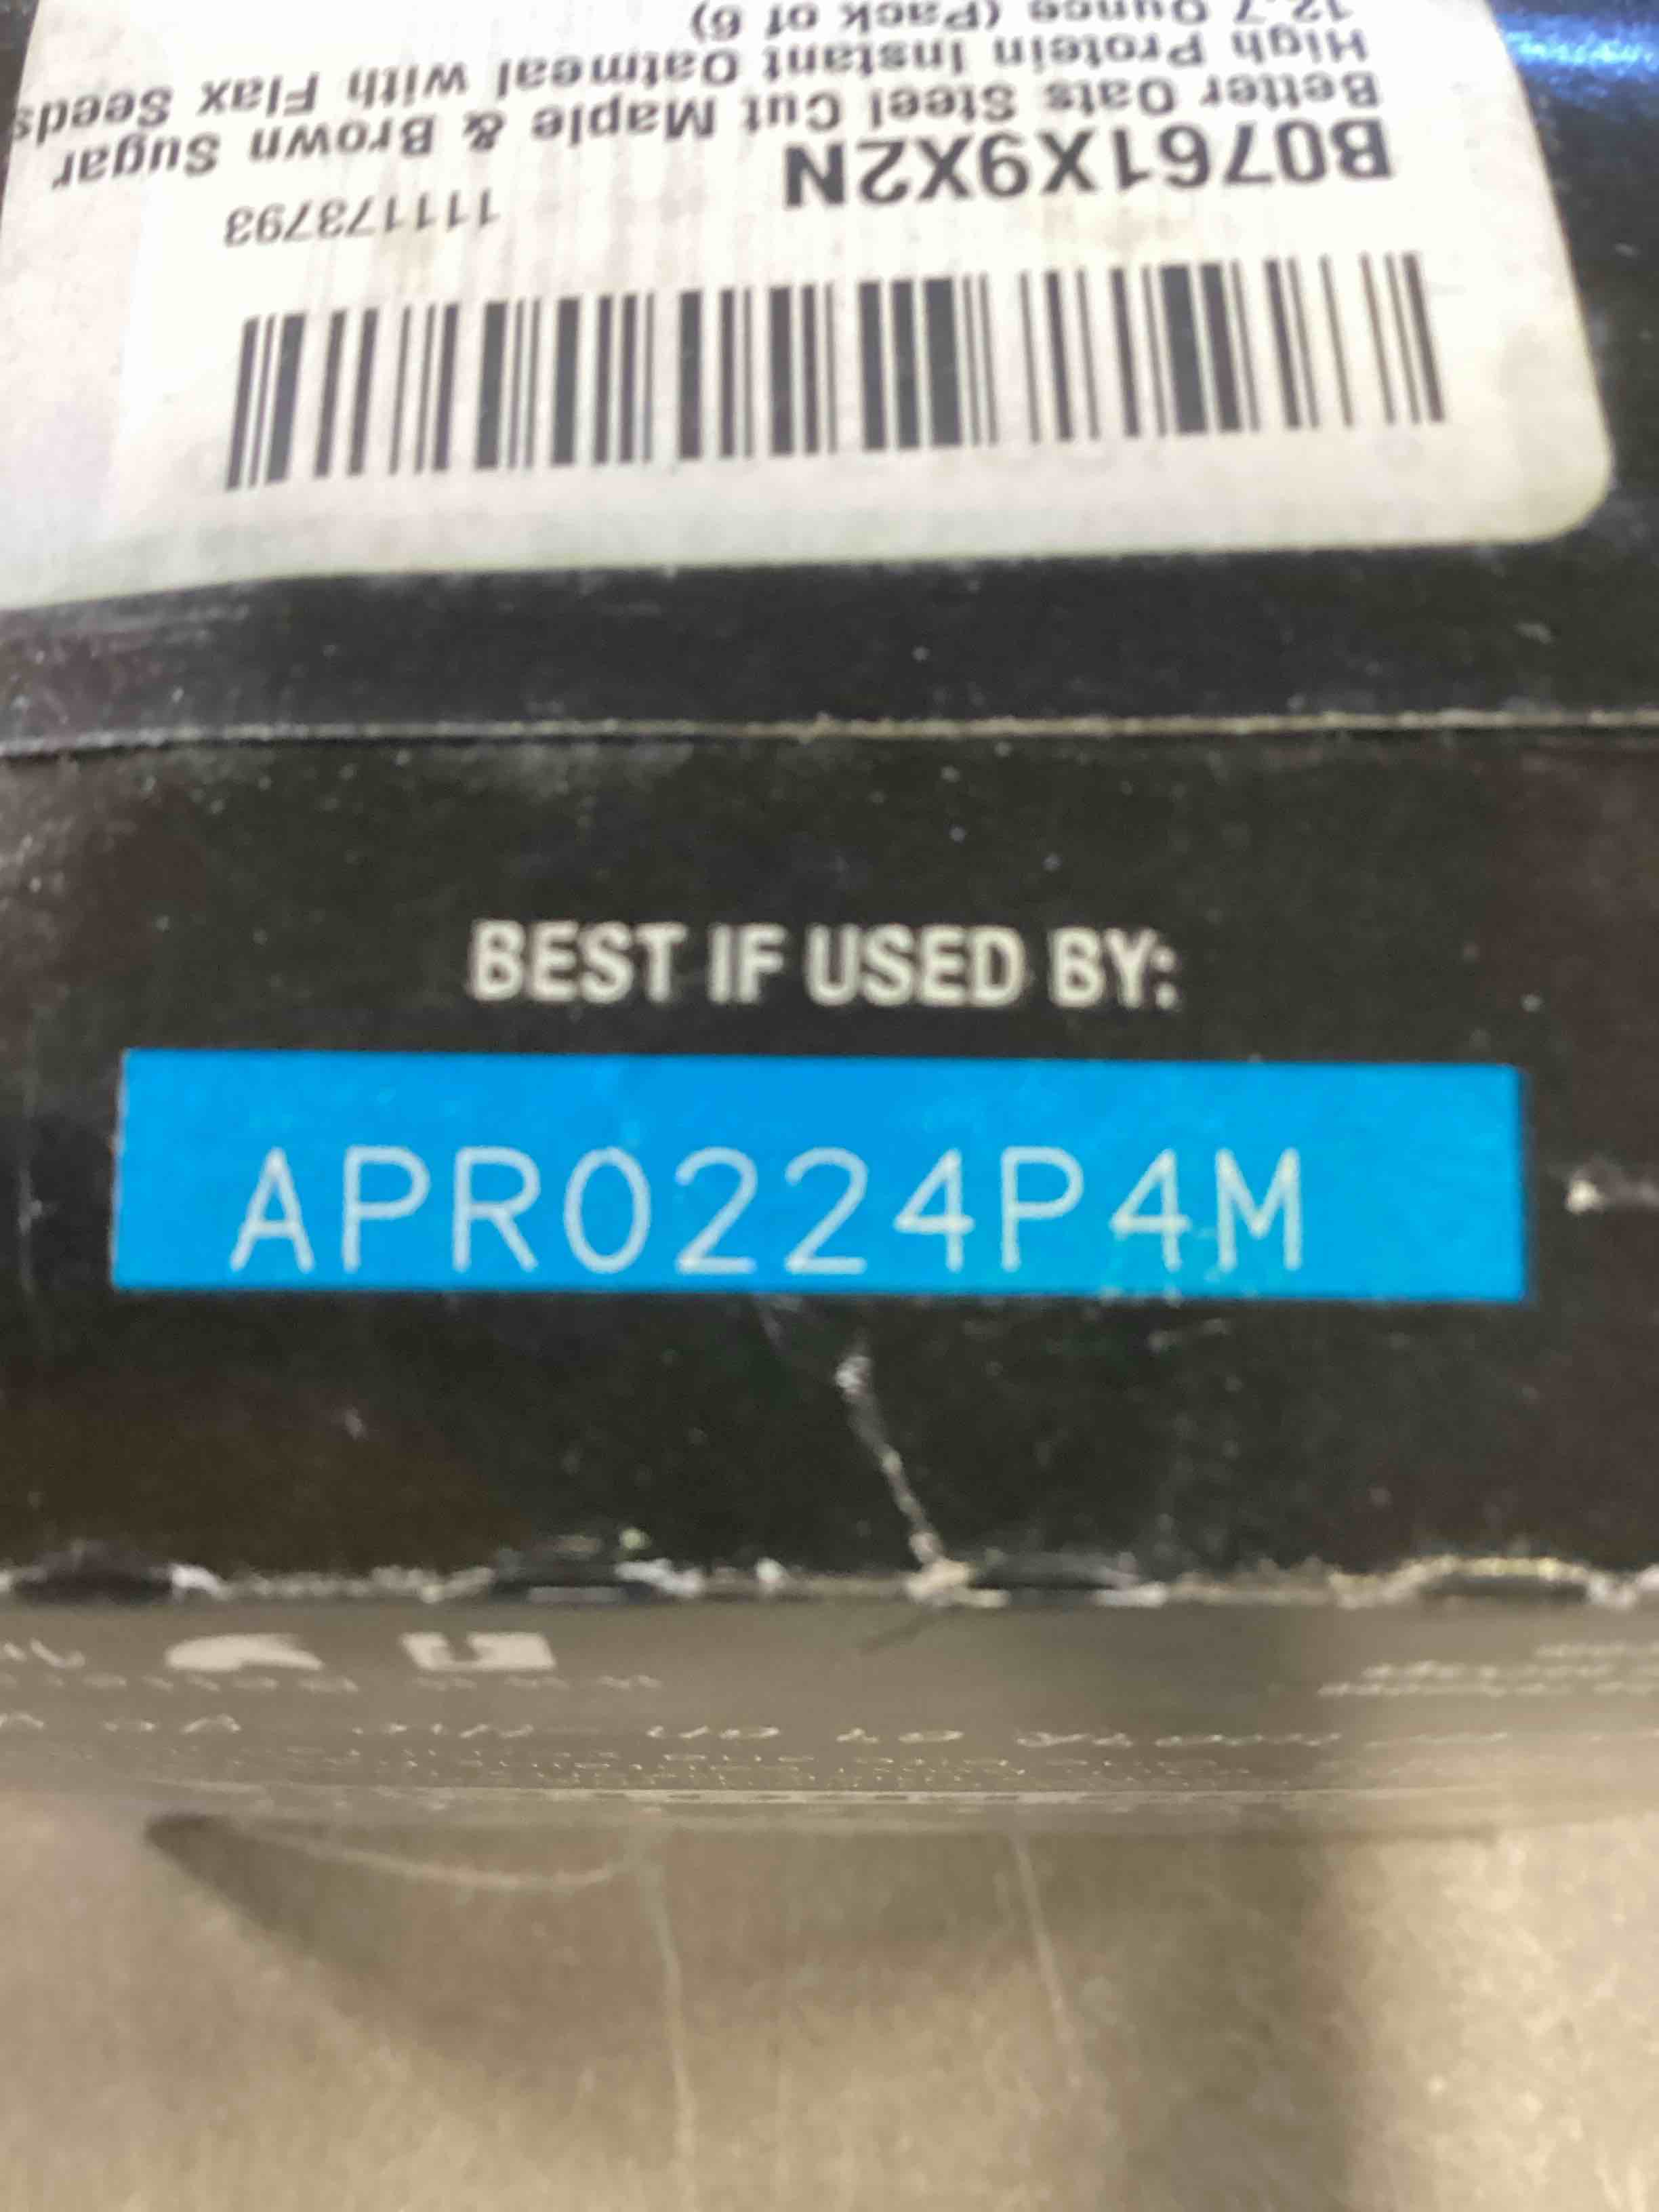 B0761X9X2N
111173793
Better Oats Steel Cut Maple & Brown Sugar
High Protein Instant Oatmeal with Flax Seeds
12.7 Ounce (Pack of 6)
BEST IF USED BY:
APR0224P4M